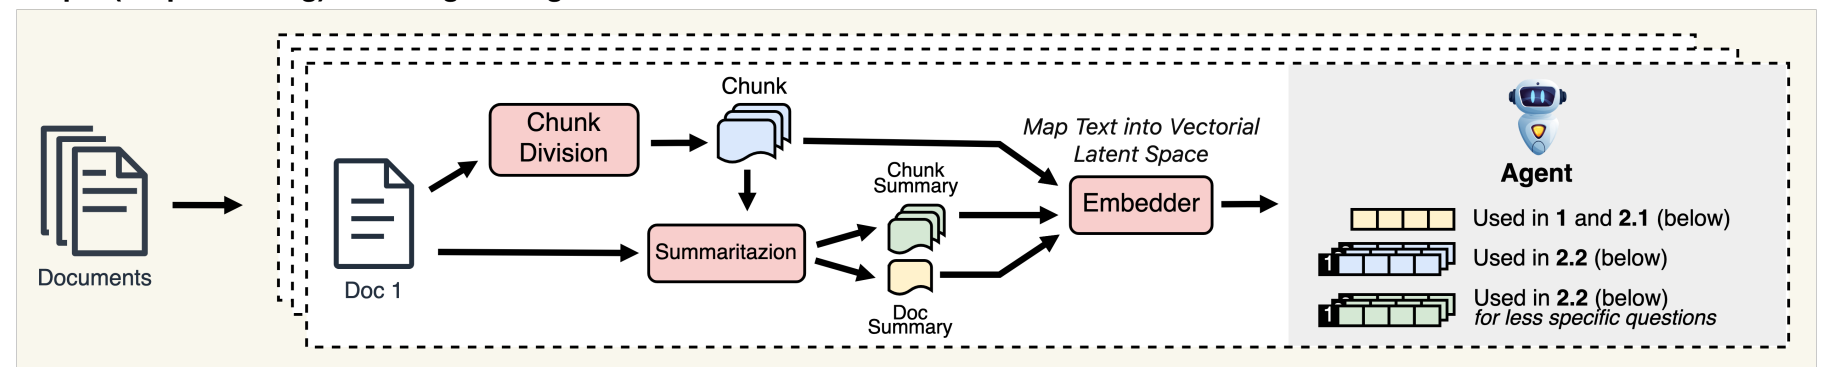 Documents
Doc 1
Chunk
Division
Chunk
Summaritazion
Chunk
Summary
Doc
Summary
Map Text into Vectorial
Latent Space
Embedder
Agent
Used in 1 and 2.1 (below)
1
Used in 2.2 (below)
1
Used in 2.2 (below)
for less specific questions